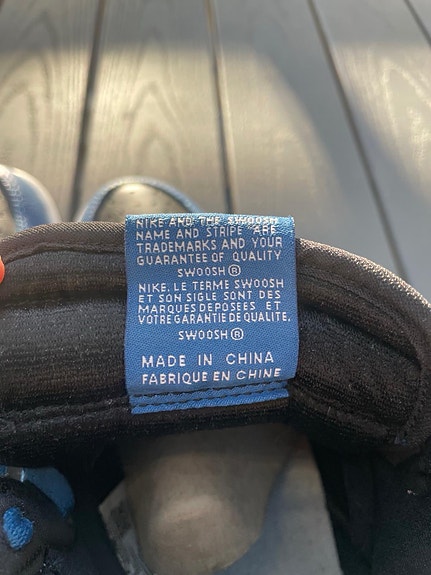 NIKE AND THE SWOOSH
NAME AND STRIPE ARE
TRADEMARKS AND YOUR
GUARANTEE OF QUALITY
SWOOSH®
NIKE. LE TERME SWOOSH
ET SON SIGLE SONT DES
MARQUES DEPOSEES ET
VOTRE GARANTIE DE QUALITE.
SWOOSH®
MADE IN CHINA
FABRIQUE EN CHINE